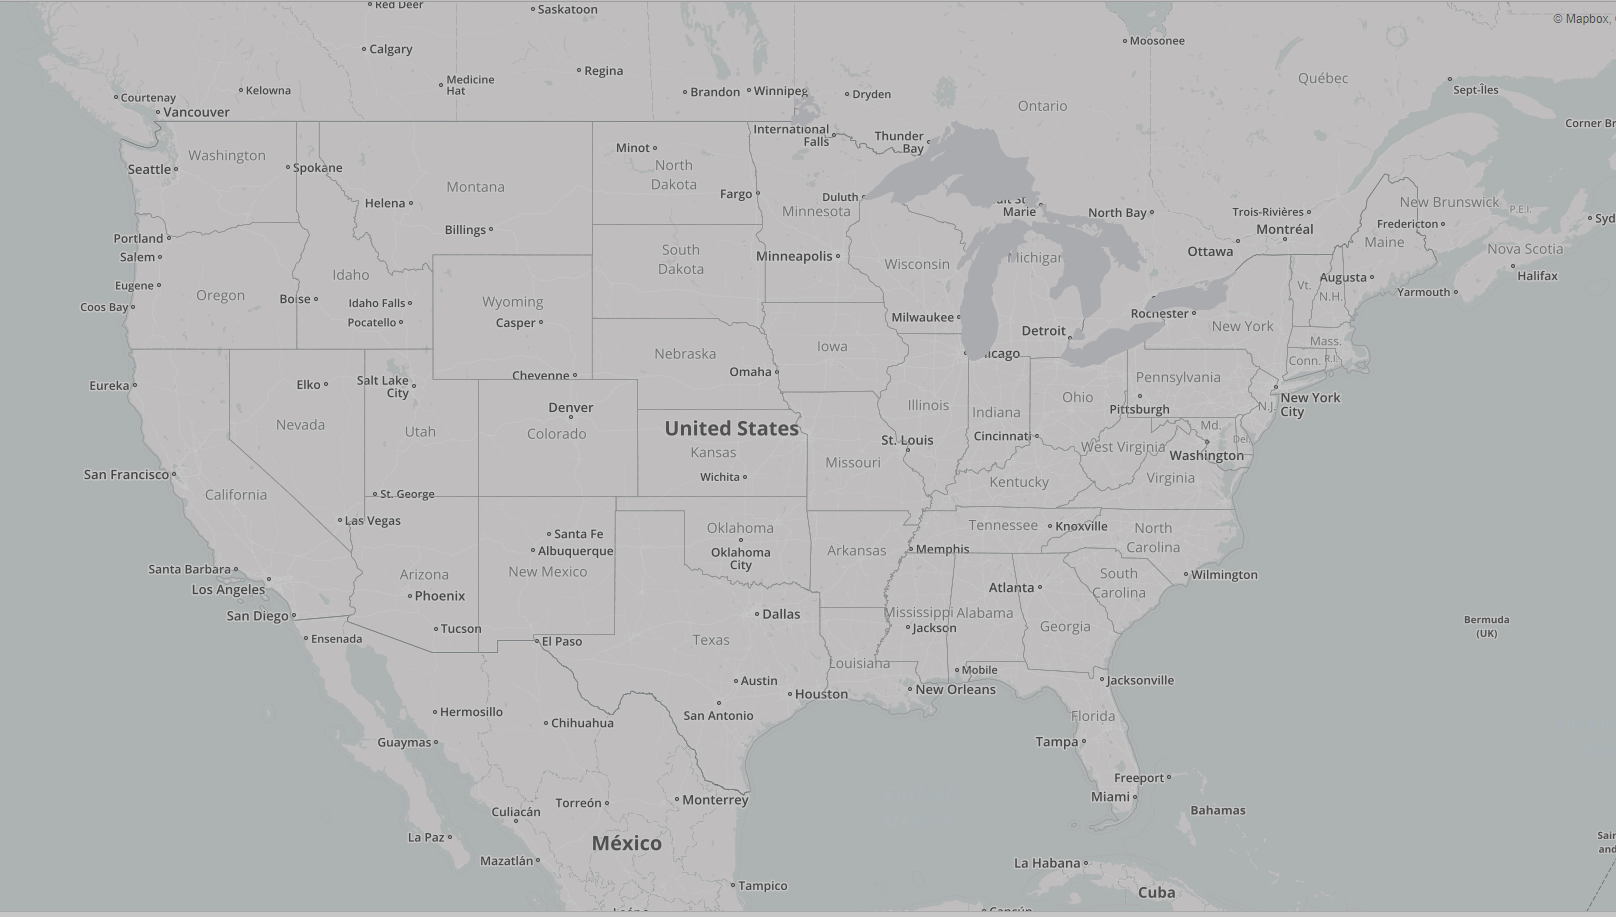 Red Deer
Saskatoon
© Mapbox,
Calgary
Moosonee
Regina
Québec
Medicine
Hat
Kelowna
Brandon
Winnipeg
Dryden
Sept-Îles
Courtenay
Vancouver
Ontario
Corner Br
International
Falls
Thunder
Bay
Minot
Washington
North
Dakota
Seattle
Spokane
Montana
Fargo
Duluth
Helena
Minnesota
Marie
North Bay
Trois-Rivières
New Brunswick
P.E.I.
Syd
Fredericton
Billings
Montréal
Portland
Maine
Nova Scotia
South
Dakota
Ottawa
Salem
Minneapolis
Wisconsin
Michigan
Idaho
Halifax
Augusta
Eugene
Vt.
Yarmouth
Oregon
Boise
Idaho Falls
Wyoming
N.H.
Coos Bay
Pocatello
Casper
Milwaukee
Rochester
New York
Detroit
Mass.
Iowa
Nebraska
icago
Conn.
R.I.
Omaha
Cheyenne
Pennsylvania
Eureka
Elko
Salt Lake
City
Ohio
New York
City
Denver
Illinois
Indiana
Pittsburgh
N.J.
Nevada
Utah
Colorado
United States
Md.
Cincinnati
St. Louis
Del.
West Virginia
Kansas
Washington
Missouri
San Francisco
Wichita
Virginia
Kentucky
California
St. George
Las Vegas
Tennessee
Knoxville
North
Carolina
Oklahoma
Santa Fe
Albuquerque
Oklahoma
City
Arkansas
Memphis
Santa Barbara
Arizona
New Mexico
South
Carolina
Wilmington
Los Angeles
Phoenix
Atlanta
San Diego
Dallas
Mississippi
Alabama
Bermuda
(UK)
Tucson
Jackson
Georgia
Ensenada
El Paso
Texas
Louisiana
Mobile
Austin
Jacksonville
Houston
New Orleans
Hermosillo
San Antonio
Florida
Chihuahua
Guaymas
Tampa
Freeport
Monterrey
Miami
Torreón
Culiacán
Bahamas
La Paz
México
Sair
and
Mazatlán
La Habana
Tampico
Cuba
Cancún